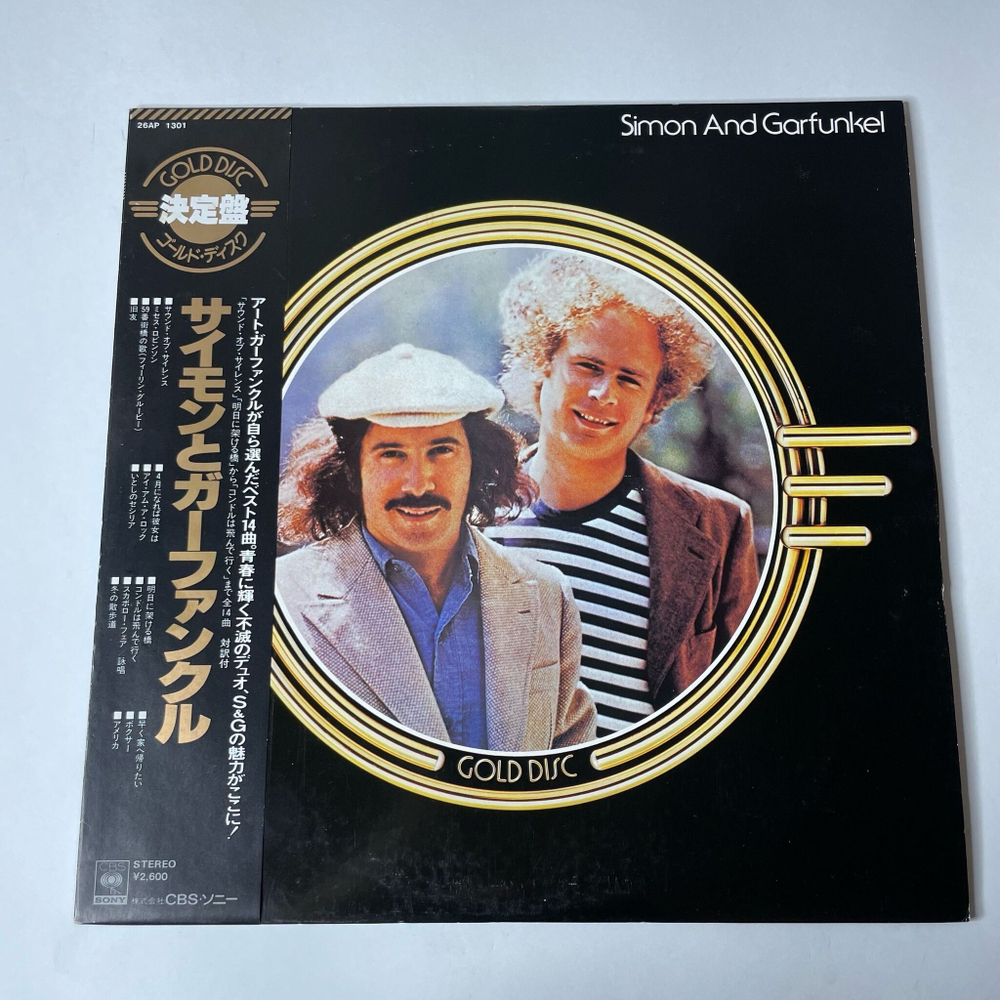 Simon And Garfunkel
26AP 1301
GOLD DISC
決定盤
ゴールド・ディスク
アート・ガーファンクルが自ら選んだベスト14曲。青春に輝く不滅のデュオ、S&Gの魅力がここに!
「サウンド・オブ・サイレンス」「明日に架ける橋」から「コンドルは飛んで行く」まで全14曲 対訳付
サイモンとガーファンクル
■サウンド・オブ・サイレンス
■ミセス・ロビンソン
■59番街橋の歌(フィーリン・グルービー)
■旧友
■4月になれば彼女は
■アイ・アム・ア・ロック
■いとしのセシリア
■明日に架ける橋
■コンドルは飛んで行く
■スカボロー・フェア/詠唱
■冬の散歩道
■早く家へ帰りたい
■ボクサー
■アメリカ
GOLD DISC
CBS
SONY
STEREO
¥2,600
株式会社CBS・ソニー